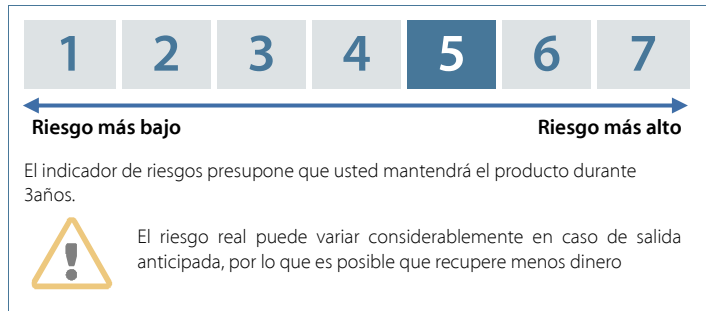 1 2 3 4 5 6 7
Riesgo más bajo Riesgo más alto
El indicador de riesgos presupone que usted mantendrá el producto durante
3años.
El riesgo real puede variar considerablemente en caso de salida
anticipada, por lo que es posible que recupere menos dinero